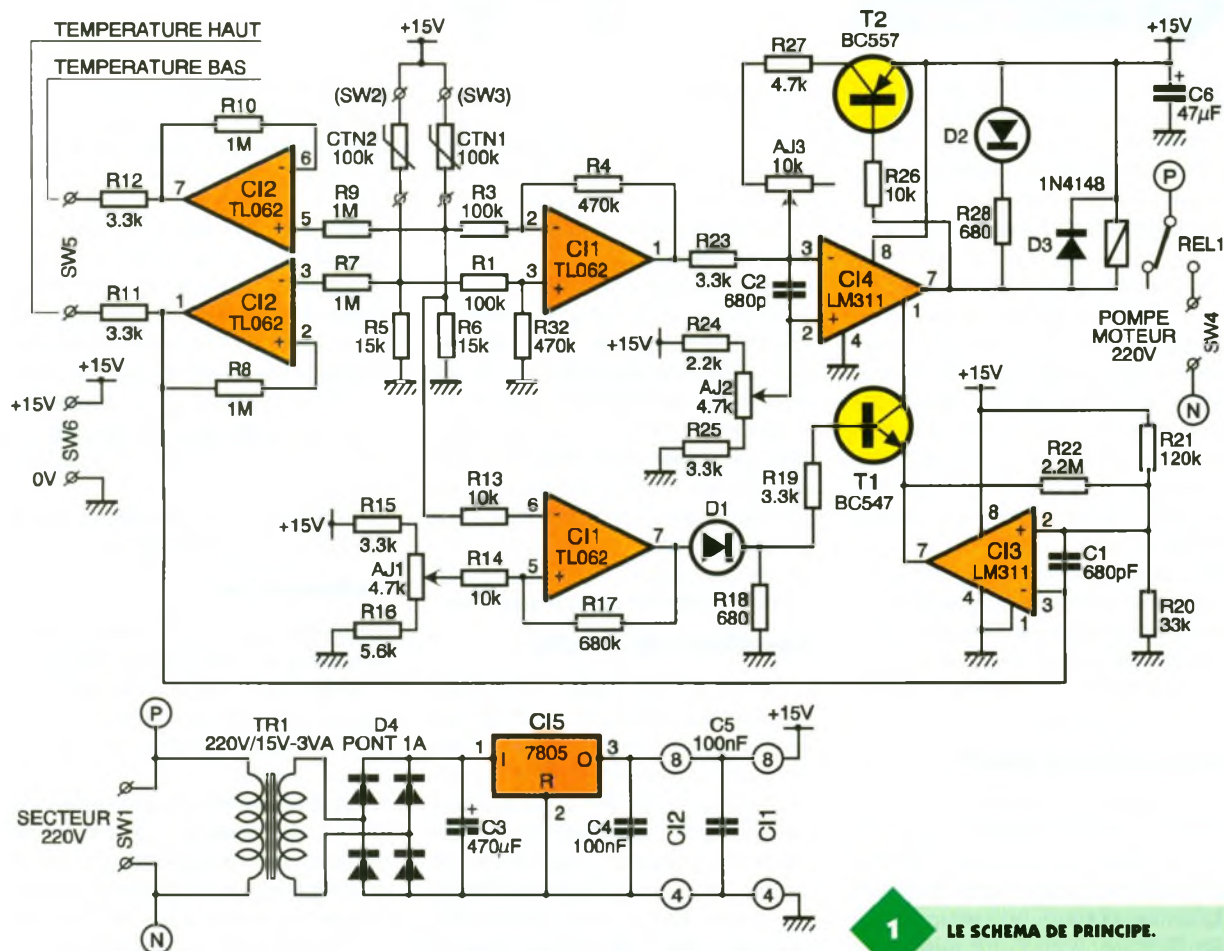 TEMPERATURE HAUT
TEMPERATURE BAS
R10
1M
R12
3.3k
7
CI2
TL062
-
6
+
5
SW5
R11
3.3k
1
CI2
TL062
-
3
+
2
R8
1M
+15V
+15V
SW6
0V
+15V
(SW2)
(SW3)
CTN2
100k
CTN1
100k
R9
1M
R3
100k
R7
1M
R1
100k
R5
15k
R6
15k
R32
470k
R4
470k
2
-
3
+
CI1
TL062
1
R23
3.3k
R27
4.7k
T2
BC557
AJ3
10k
R26
10k
C2
680p
3
-
+
2
CI4
LM311
8
7
1
4
+15V
R24
2.2k
AJ2
4.7k
R25
3.3k
D2
R28
680
1N4148
D3
+15V
+
C6
47µF
P
REL1
POMPE
MOTEUR
220V
SW4
N
R13
10k
+15V
R15
3.3k
AJ1
4.7k
R14
10k
R16
5.6k
6
-
5
+
CI1
TL062
7
R17
680k
D1
R18
680
R19
3.3k
T1
BC547
+15V
R22
2.2M
R21
120k
8
7
CI3
LM311
+
2
-
3
4
1
C1
680pF
R20
33k
P
SECTEUR
220V
SW1
N
TR1
220V/15V-3VA
D4
PONT 1A
CI5
7805
1
I
O
3
R
2
+
C3
470µF
C4
100nF
8
CI2
4
C5
100nF
8
CI1
4
+15V
1
LE SCHEMA DE PRINCIPE.